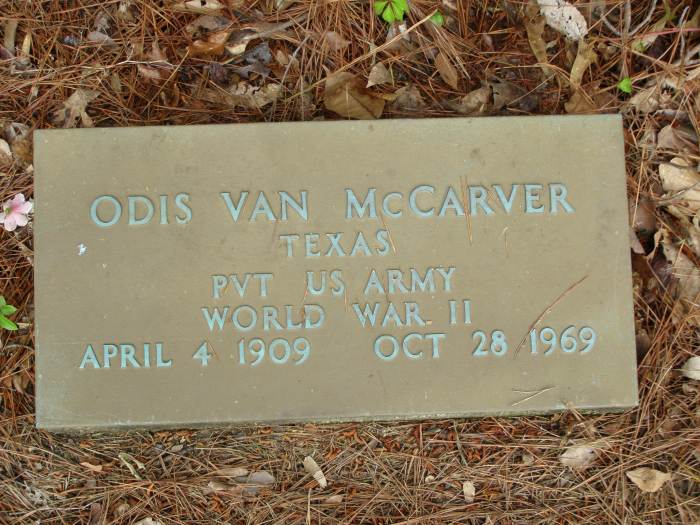 ODIS VAN McCARVER
TEXAS
PVT US ARMY
WORLD WAR II
APRIL 4 1909 OCT 28 1969